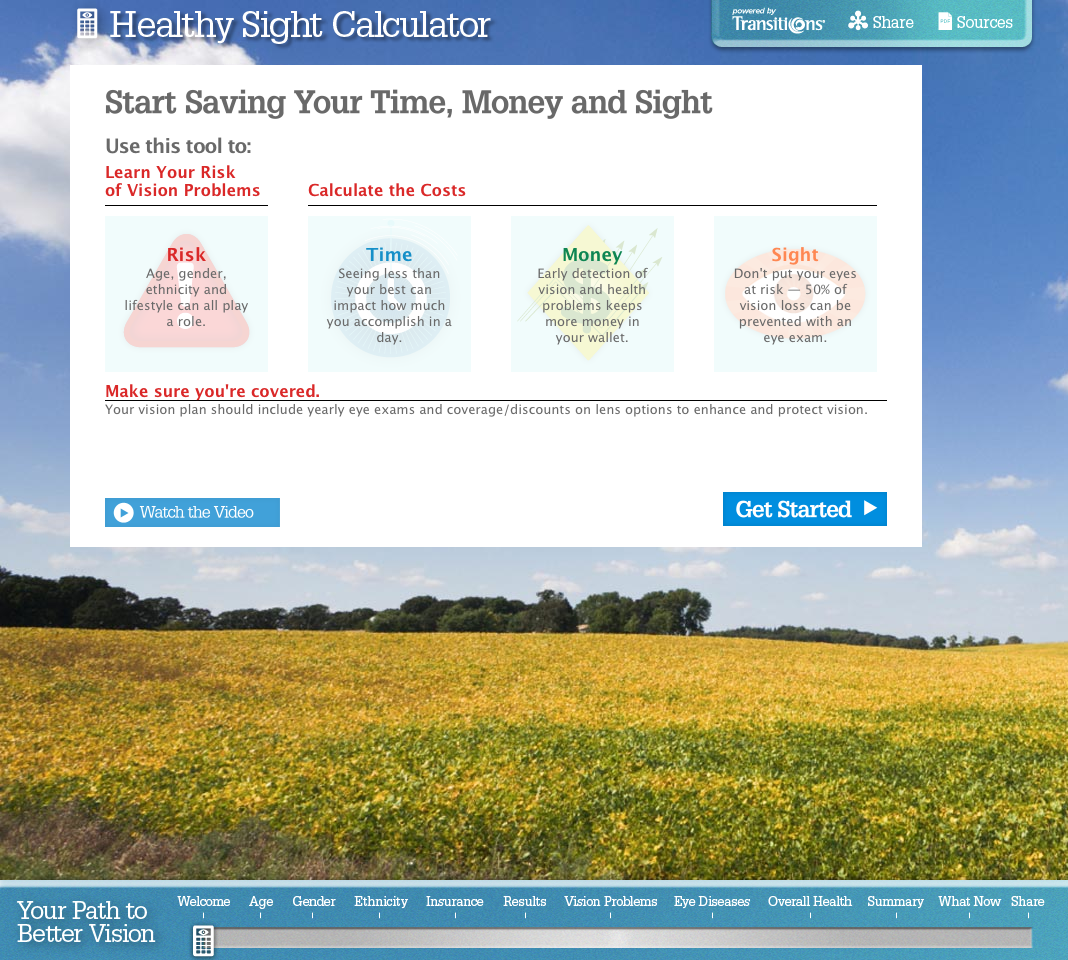 Healthy Sight Calculator
powered by
Transitions
Share
PDF
Sources
Start Saving Your Time, Money and Sight
Use this tool to:
Learn Your Risk
of Vision Problems
Calculate the Costs
Risk
Age, gender,
ethnicity and
lifestyle can all play
a role.
Time
Seeing less than
your best can
impact how much
you accomplish in a
day.
Money
Early detection of
vision and health
problems keeps
more money in
your wallet.
Sight
Don't put your eyes
at risk — 50% of
vision loss can be
prevented with an
eye exam.
Make sure you're covered.
Your vision plan should include yearly eye exams and coverage/discounts on lens options to enhance and protect vision.
Watch the Video
Get Started
Your Path to
Better Vision
Welcome Age Gender Ethnicity Insurance Results Vision Problems Eye Diseases Overall Health Summary What Now Share